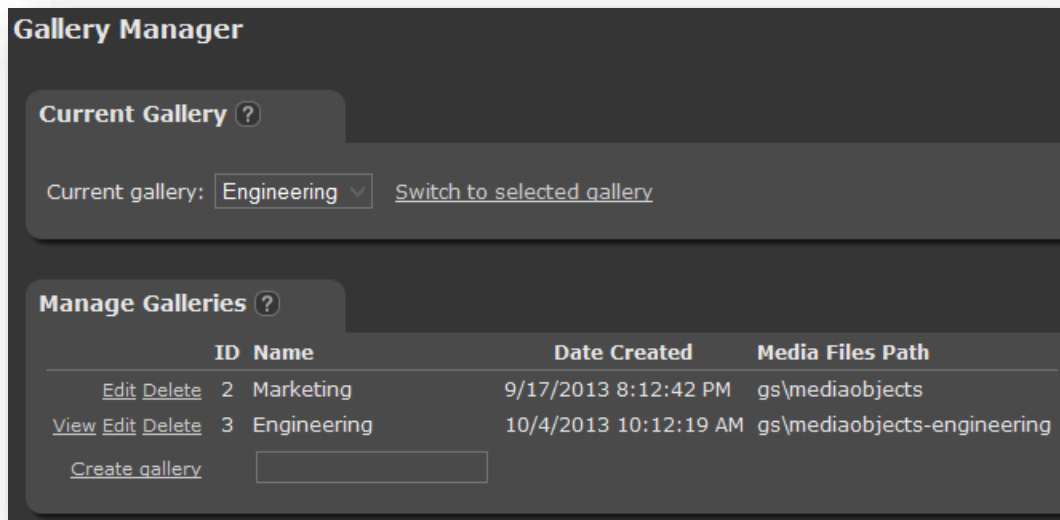 Gallery Manager
Current Gallery ?
Current gallery: Engineering Switch to selected gallery
Manage Galleries ?
ID Name Date Created Media Files Path
Edit Delete 2 Marketing 9/17/2013 8:12:42 PM gs\mediaobjects
View Edit Delete 3 Engineering 10/4/2013 10:12:19 AM gs\mediaobjects-engineering
Create gallery